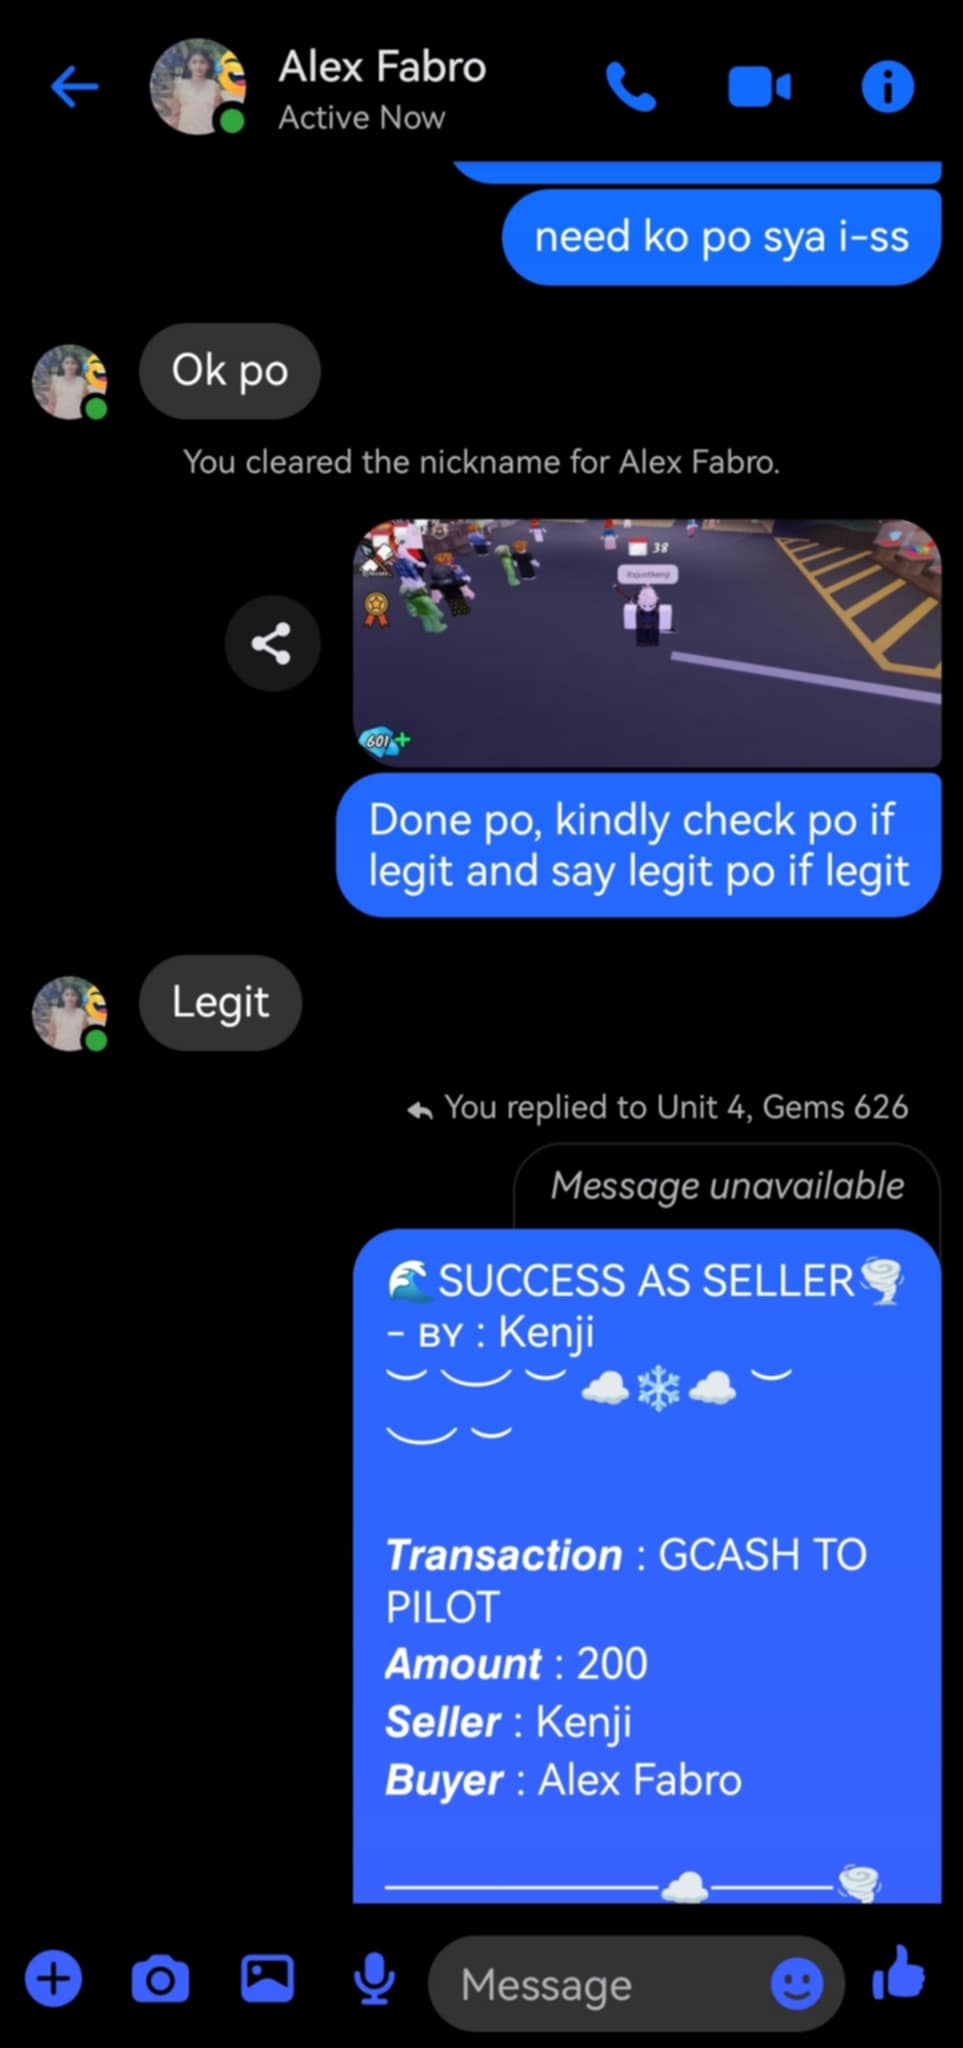 Alex Fabro
Active Now
need ko po sya i-ss
Ok po
You cleared the nickname for Alex Fabro.
38
Itsjustkenji
601+
Done po, kindly check po if
legit and say legit po if legit
Legit
You replied to Unit 4, Gems 626
Message unavailable
🌊SUCCESS AS SELLER🌪️
- ʙʏ : Kenji
︶ ︶ ︶ ☁️❄️☁️ ︶
︶ ︶
Transaction : GCASH TO
PILOT
Amount : 200
Seller : Kenji
Buyer : Alex Fabro
Message